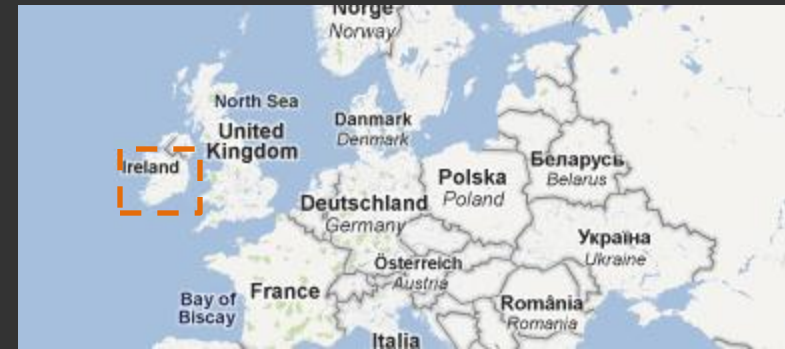 Norge
Norway
North Sea
United
Kingdom
Danmark
Denmark
Ireland
Беларусь
Belarus
Polska
Poland
Deutschland
Germany
Україна
Ukraine
Österreich
Austria
Bay of
Biscay
France
România
Romania
Italia